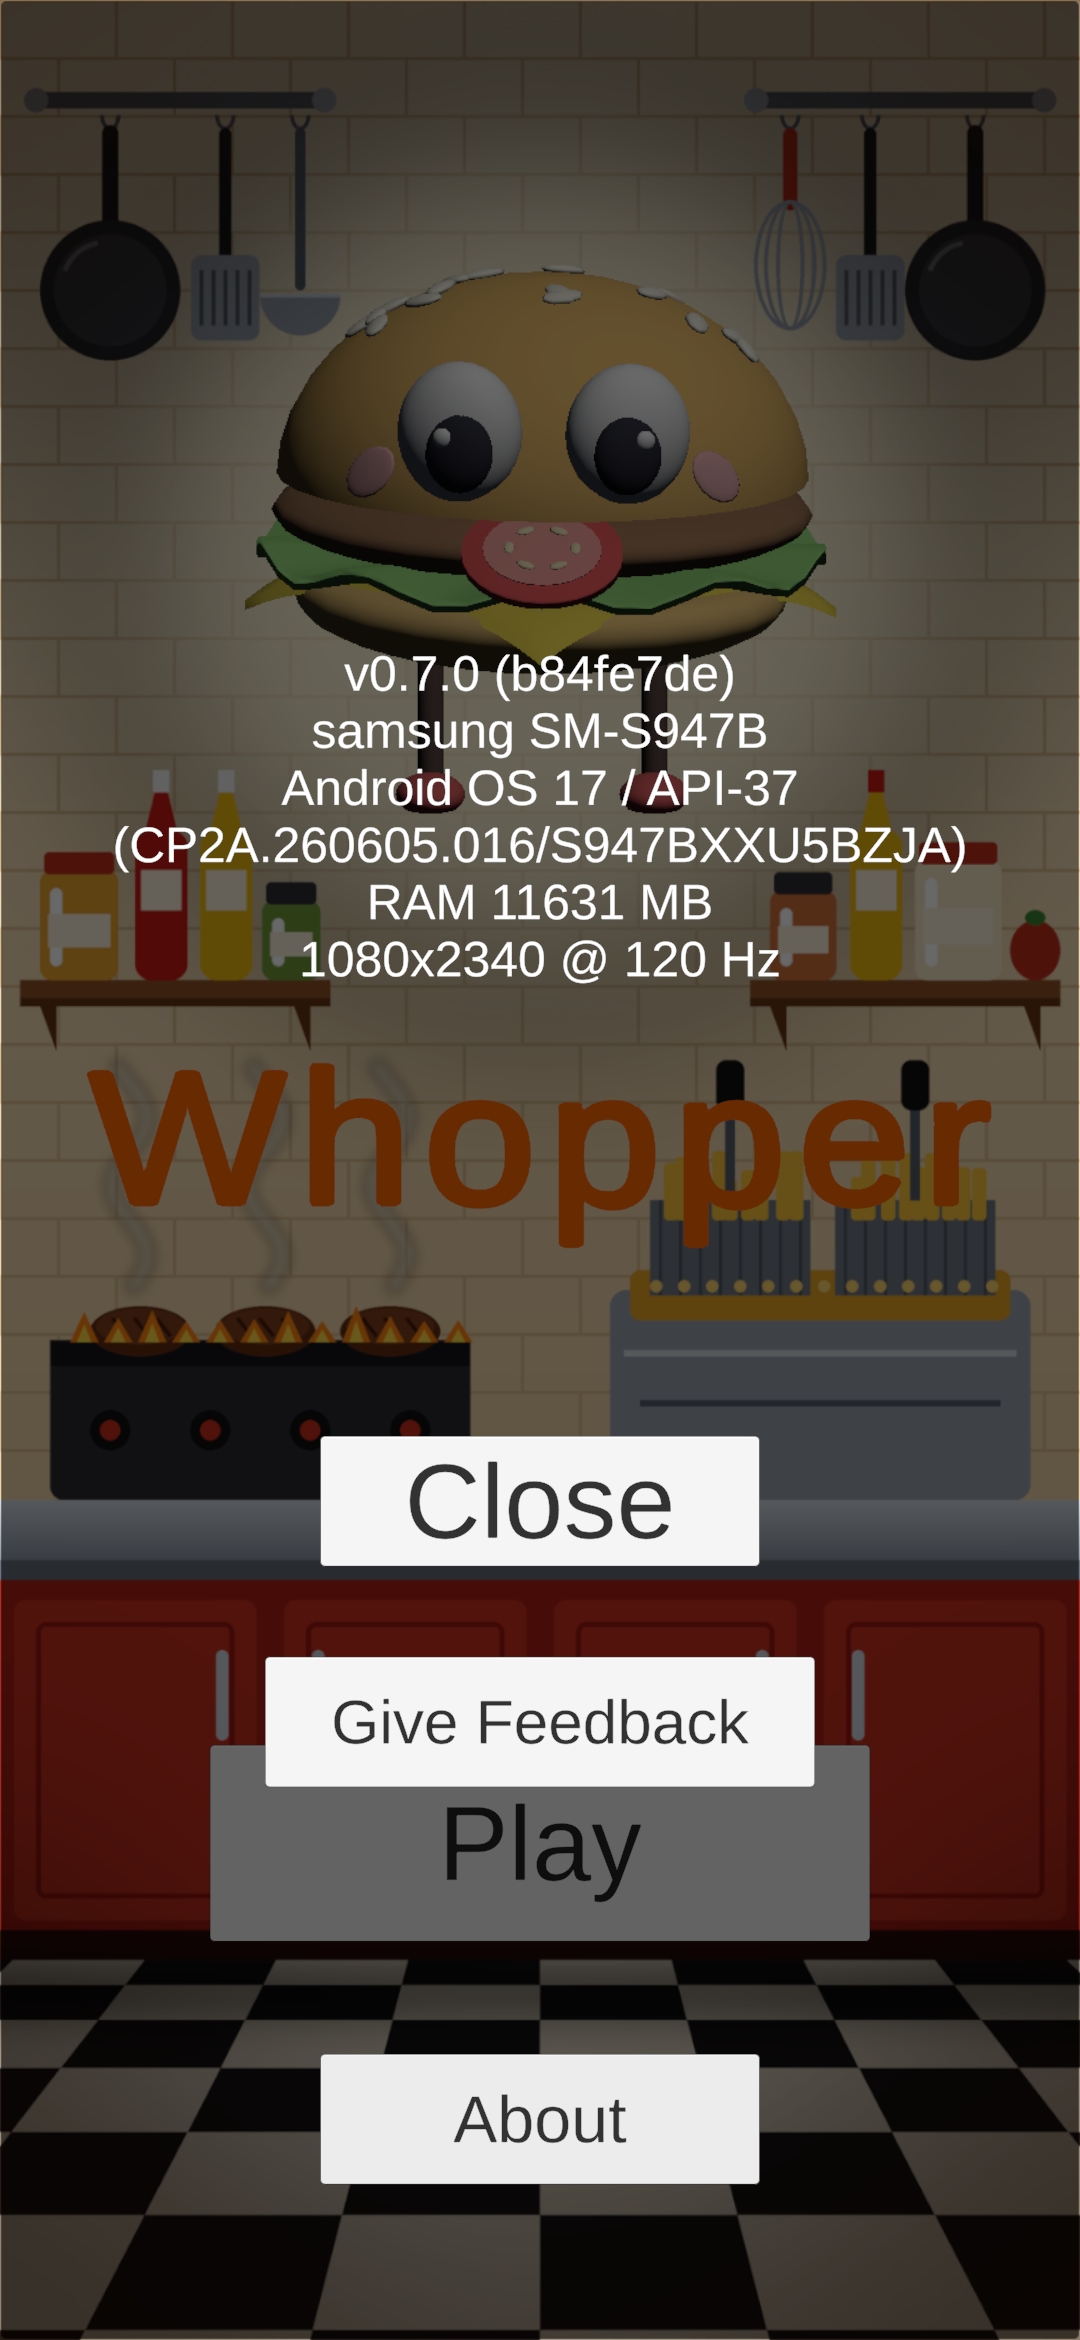 v0.7.0 (b84fe7de)
samsung SM-S947B
Android OS 17 / API-37
(CP2A.260605.016/S947BXXU5BZJA)
RAM 11631 MB
1080x2340 @ 120 Hz
Whopper
Close
Give Feedback
Play
About